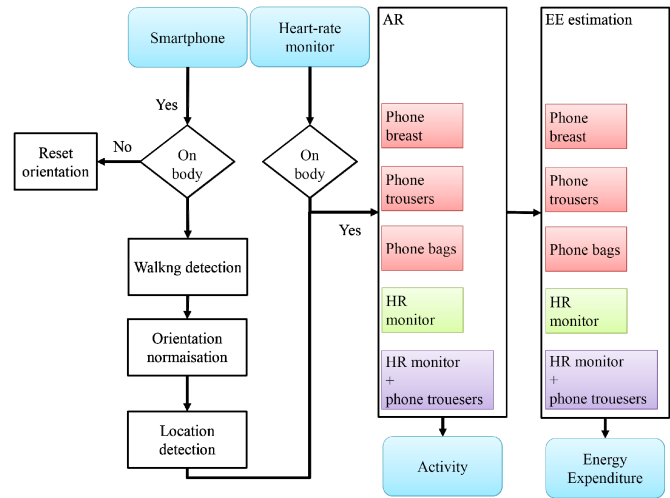 Smartphone
Heart-rate
monitor
AR
EE estimation
Yes
No
Reset
orientation
On
body
On
body
Yes
Walkng detection
Orientation
normaisation
Location
detection
Phone
breast
Phone
trousers
Phone bags
HR
monitor
HR monitor
+
phone trouesers
Phone
breast
Phone
trousers
Phone bags
HR
monitor
HR monitor
+
phone trouesers
Activity
Energy
Expenditure